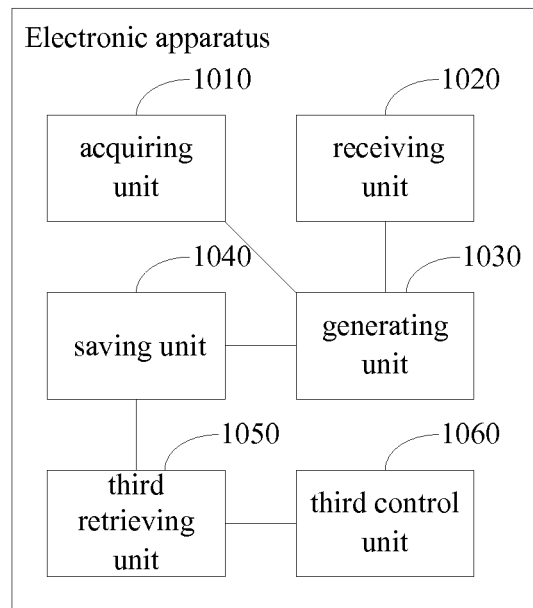 Electronic apparatus
1010
1020
acquiring
unit
receiving
unit
1040
1030
saving unit
generating
unit
1050
1060
third
retrieving
unit
third control
unit